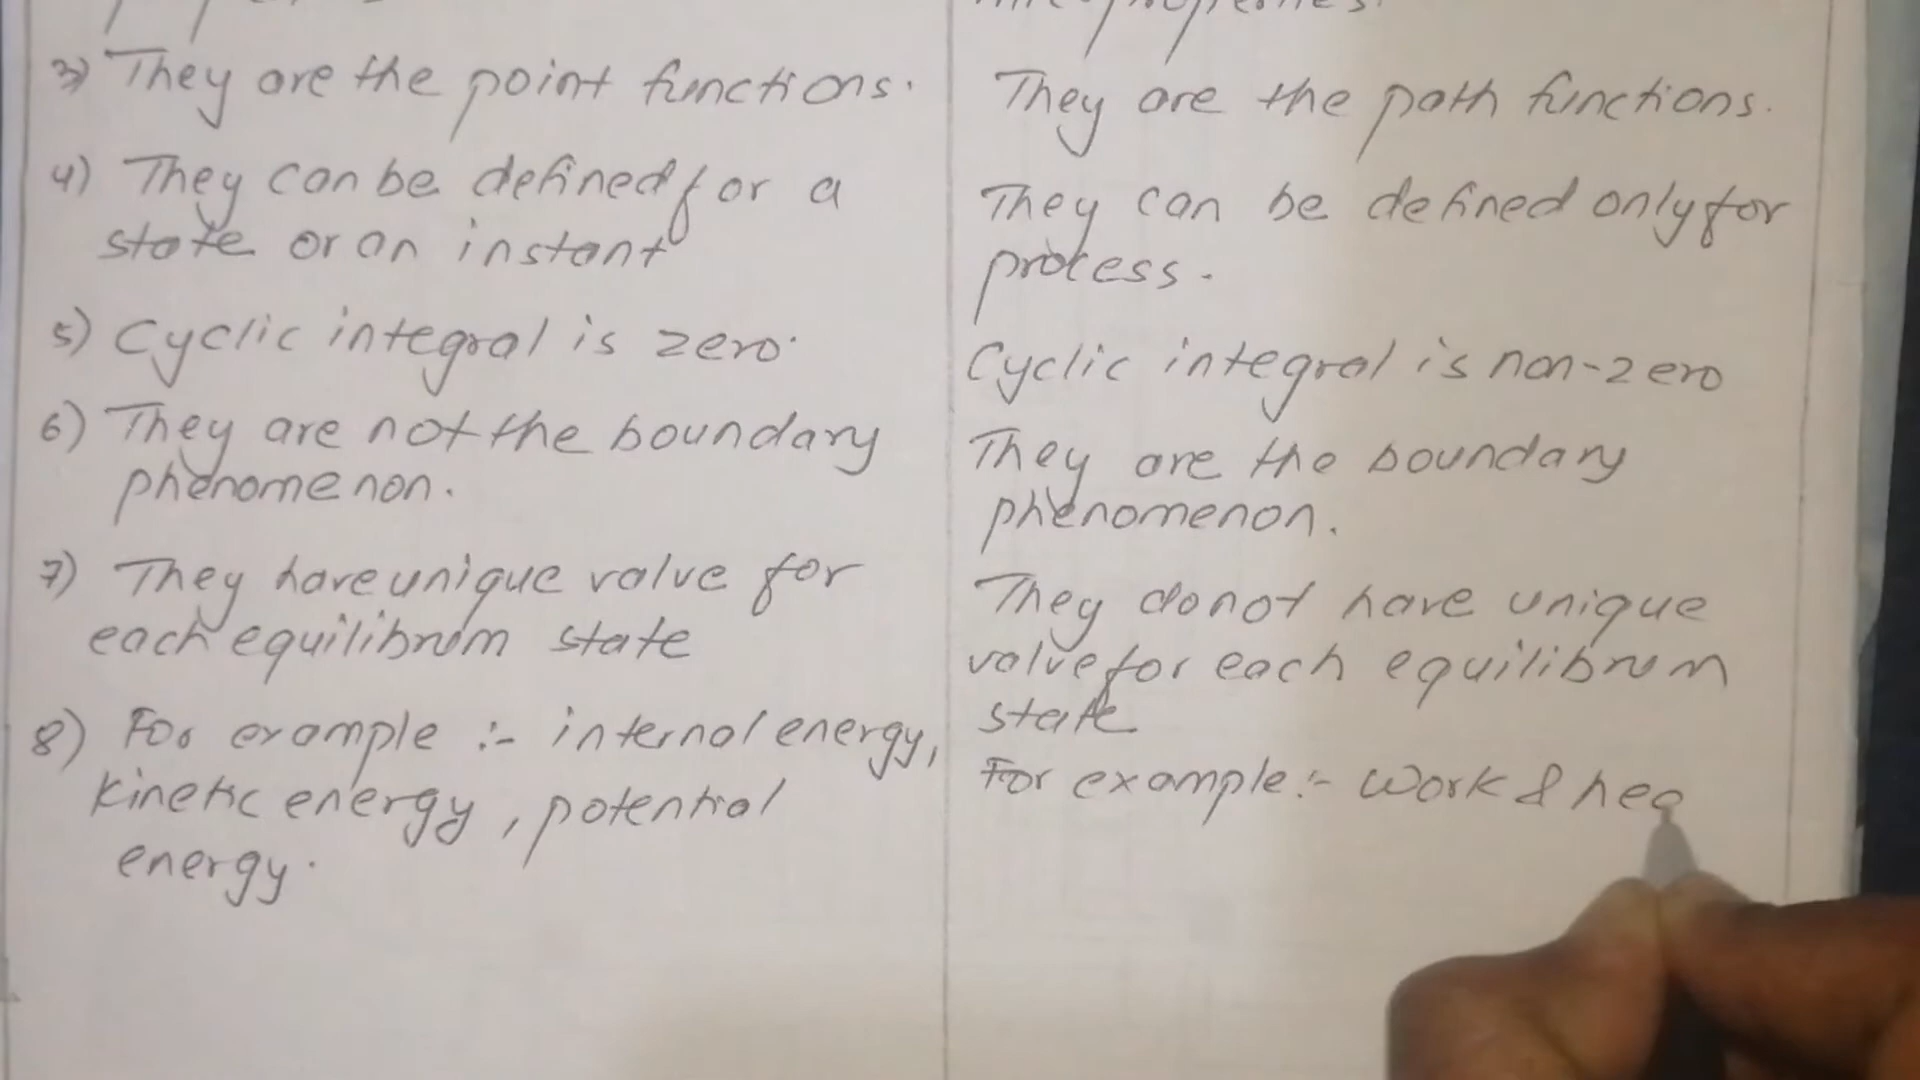 3) They are the point functions.
4) They can be defined for a
state or an instant
5) Cyclic integral is zero.
6) They are not the boundary
phenomenon.
7) They have unique value for
each equilibrum state
8) For example :- internal energy,
kinetic energy, potential
energy.
They are the path functions.
They can be defined only for
process.
Cyclic integral is non-zero
They are the boundary
phenomenon.
They do not have unique
value for each equilibrum
state
For example :- Work & hea